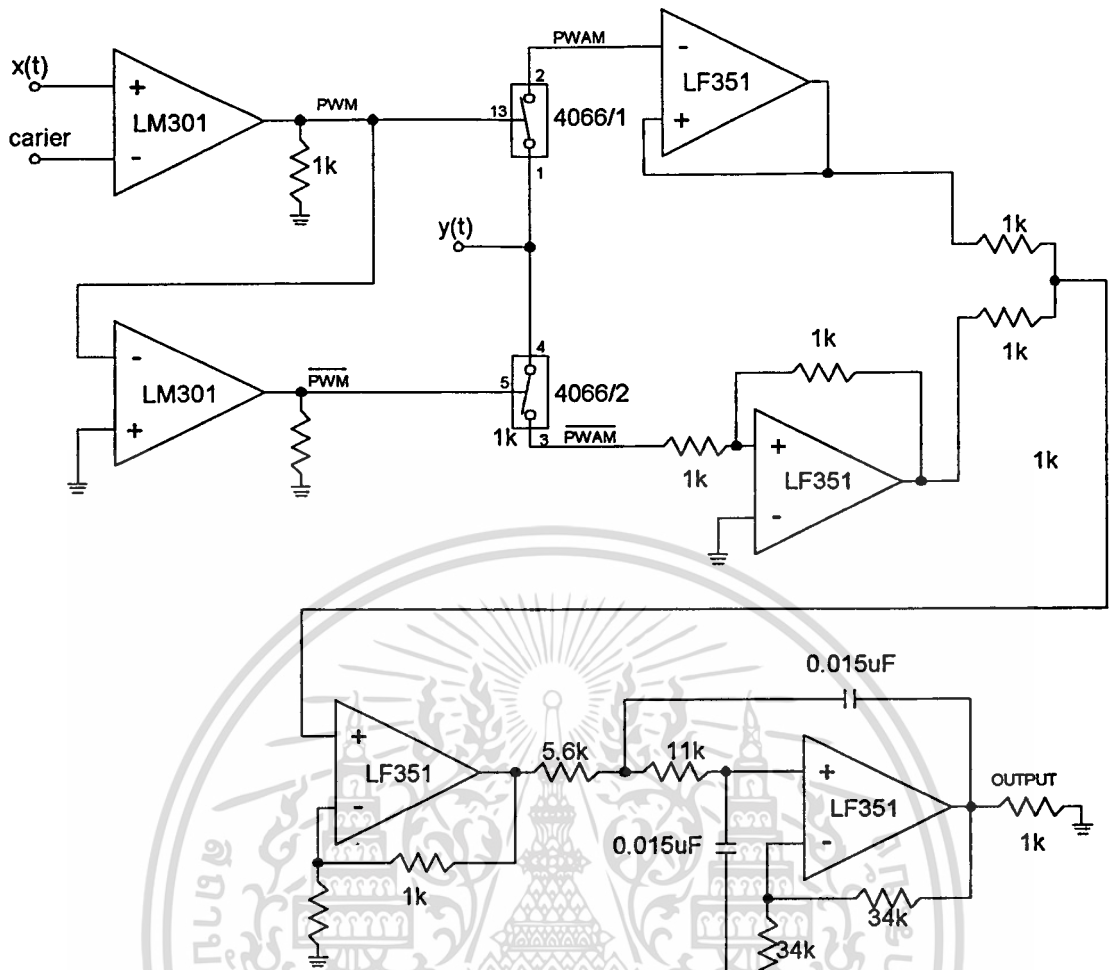 x(t)
carier
+
-
LM301
PWM
1k
13
2
1
4066/1
PWAM
-
+
LF351
1k
1k
y(t)
-
+
LM301
PWM
5
4
3
4066/2
1k
PWAM
1k
1k
+
-
LF351
1k
+
-
LF351
1k
5.6k
11k
0.015uF
0.015uF
+
-
LF351
34k
34k
OUTPUT
1k